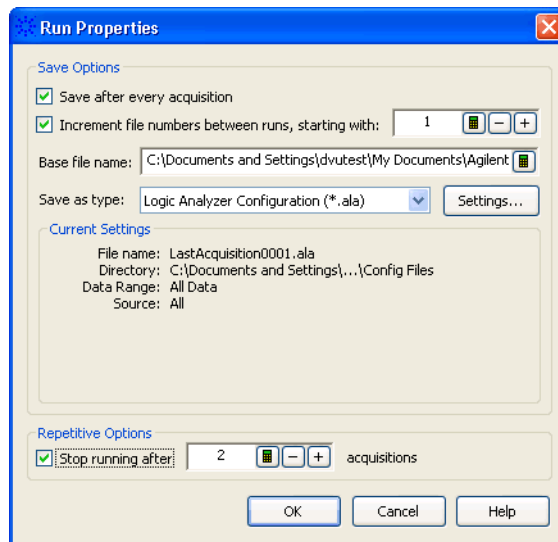 Run Properties
Save Options
Save after every acquisition
Increment file numbers between runs, starting with: 1
Base file name: C:\Documents and Settings\dvutest\My Documents\Agilent
Save as type: Logic Analyzer Configuration (*.ala) Settings...
Current Settings
File name: LastAcquisition0001.ala
Directory: C:\Documents and Settings\...\Config Files
Data Range: All Data
Source: All
Repetitive Options
Stop running after 2 acquisitions
OK Cancel Help